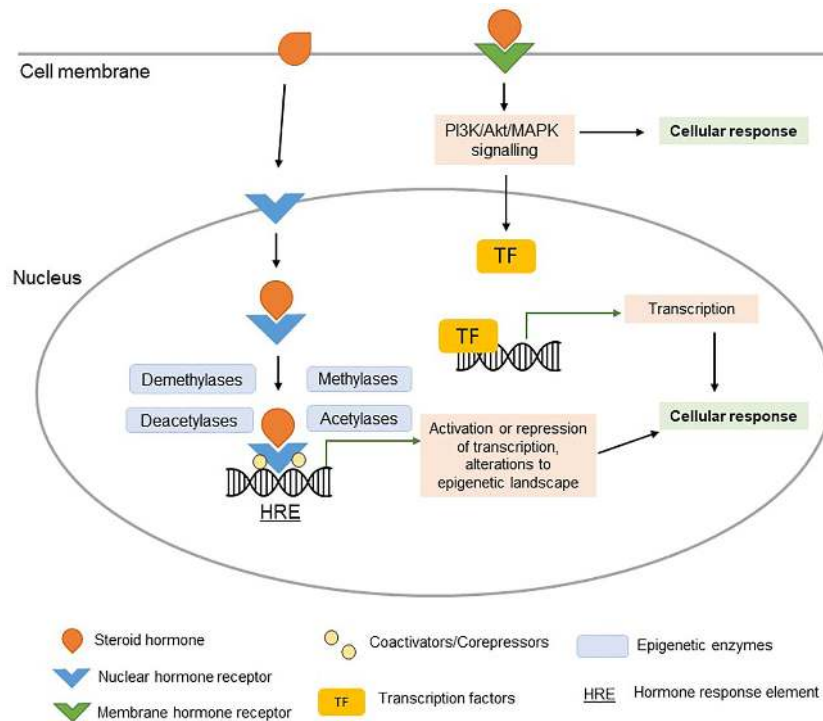 Cell membrane
PI3K/Akt/MAPK
signalling
Cellular response
Nucleus
TF
TF
Transcription
Demethylases
Methylases
Deacetylases
Acetylases
Activation or repression
of transcription,
alterations to
epigenetic landscape
Cellular response
HRE
Steroid hormone
Nuclear hormone receptor
Membrane hormone receptor
Coactivators/Corepressors
TF
Transcription factors
Epigenetic enzymes
HRE
Hormone response element